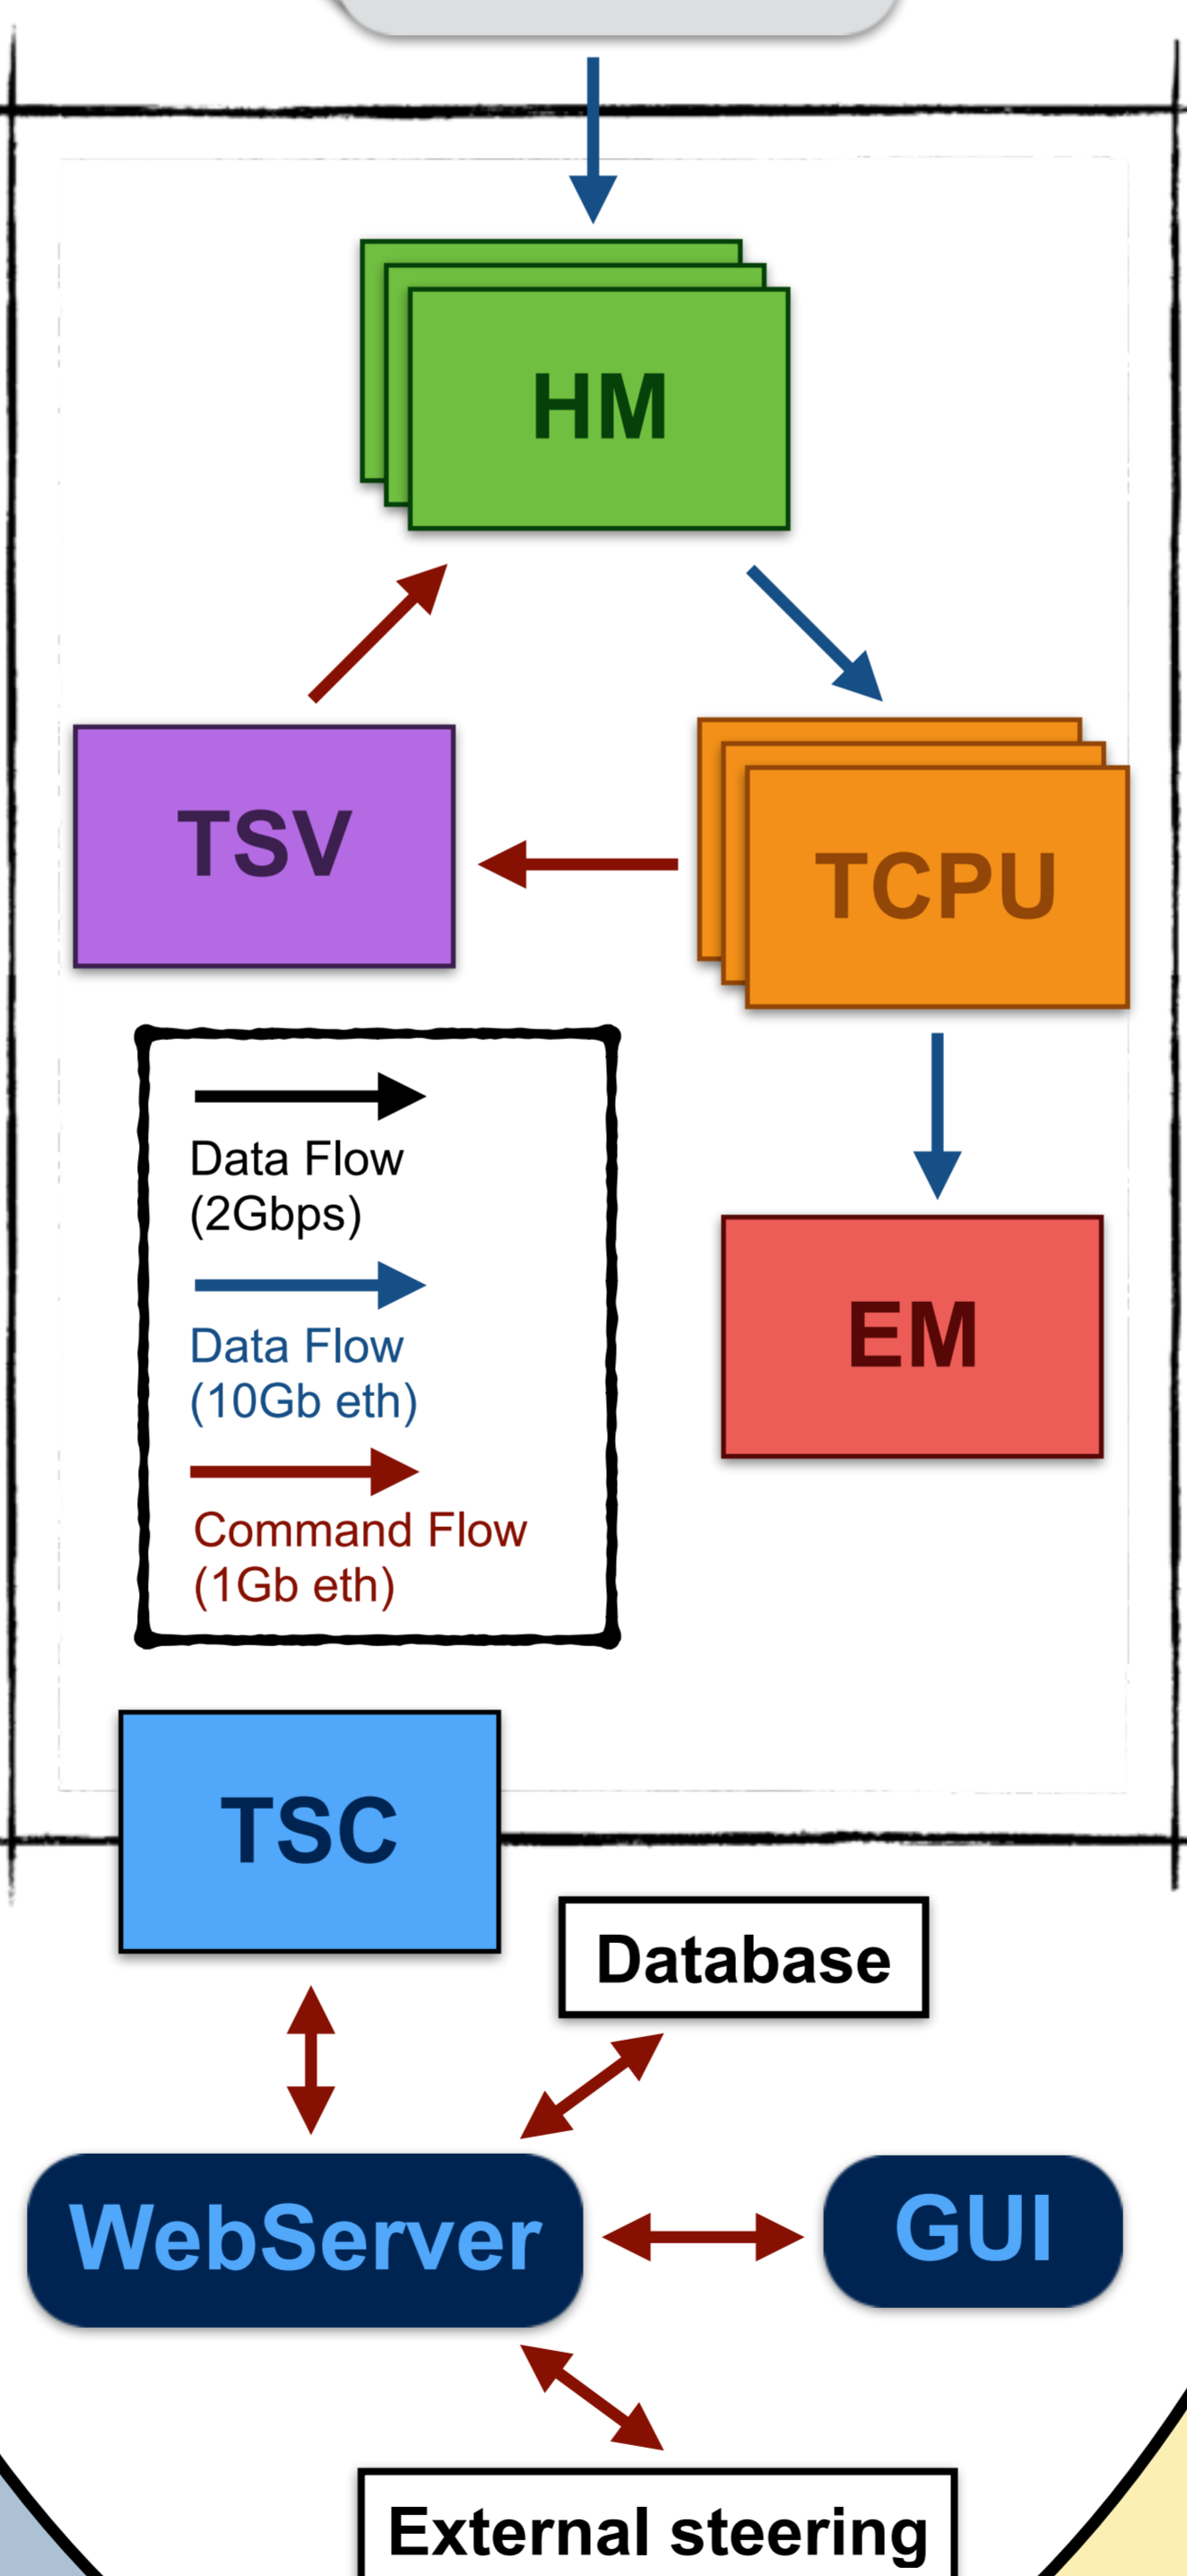 HM
TSV
TCPU
Data Flow
(2Gbps)
Data Flow
(10Gb eth)
Command Flow
(1Gb eth)
EM
TSC
Database
WebServer
GUI
External steering